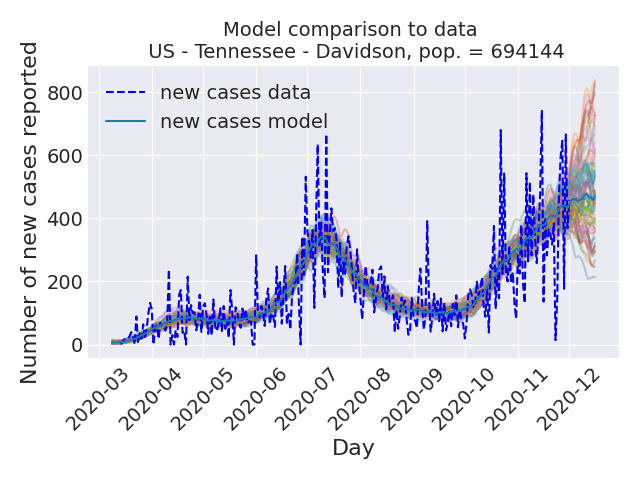 Model comparison to data
US - Tennessee - Davidson, pop. = 694144
Number of new cases reported
800
600
400
200
0
new cases data
new cases model
2020-03
2020-04
2020-05
2020-06
2020-07
2020-08
2020-09
2020-10
2020-11
2020-12
Day